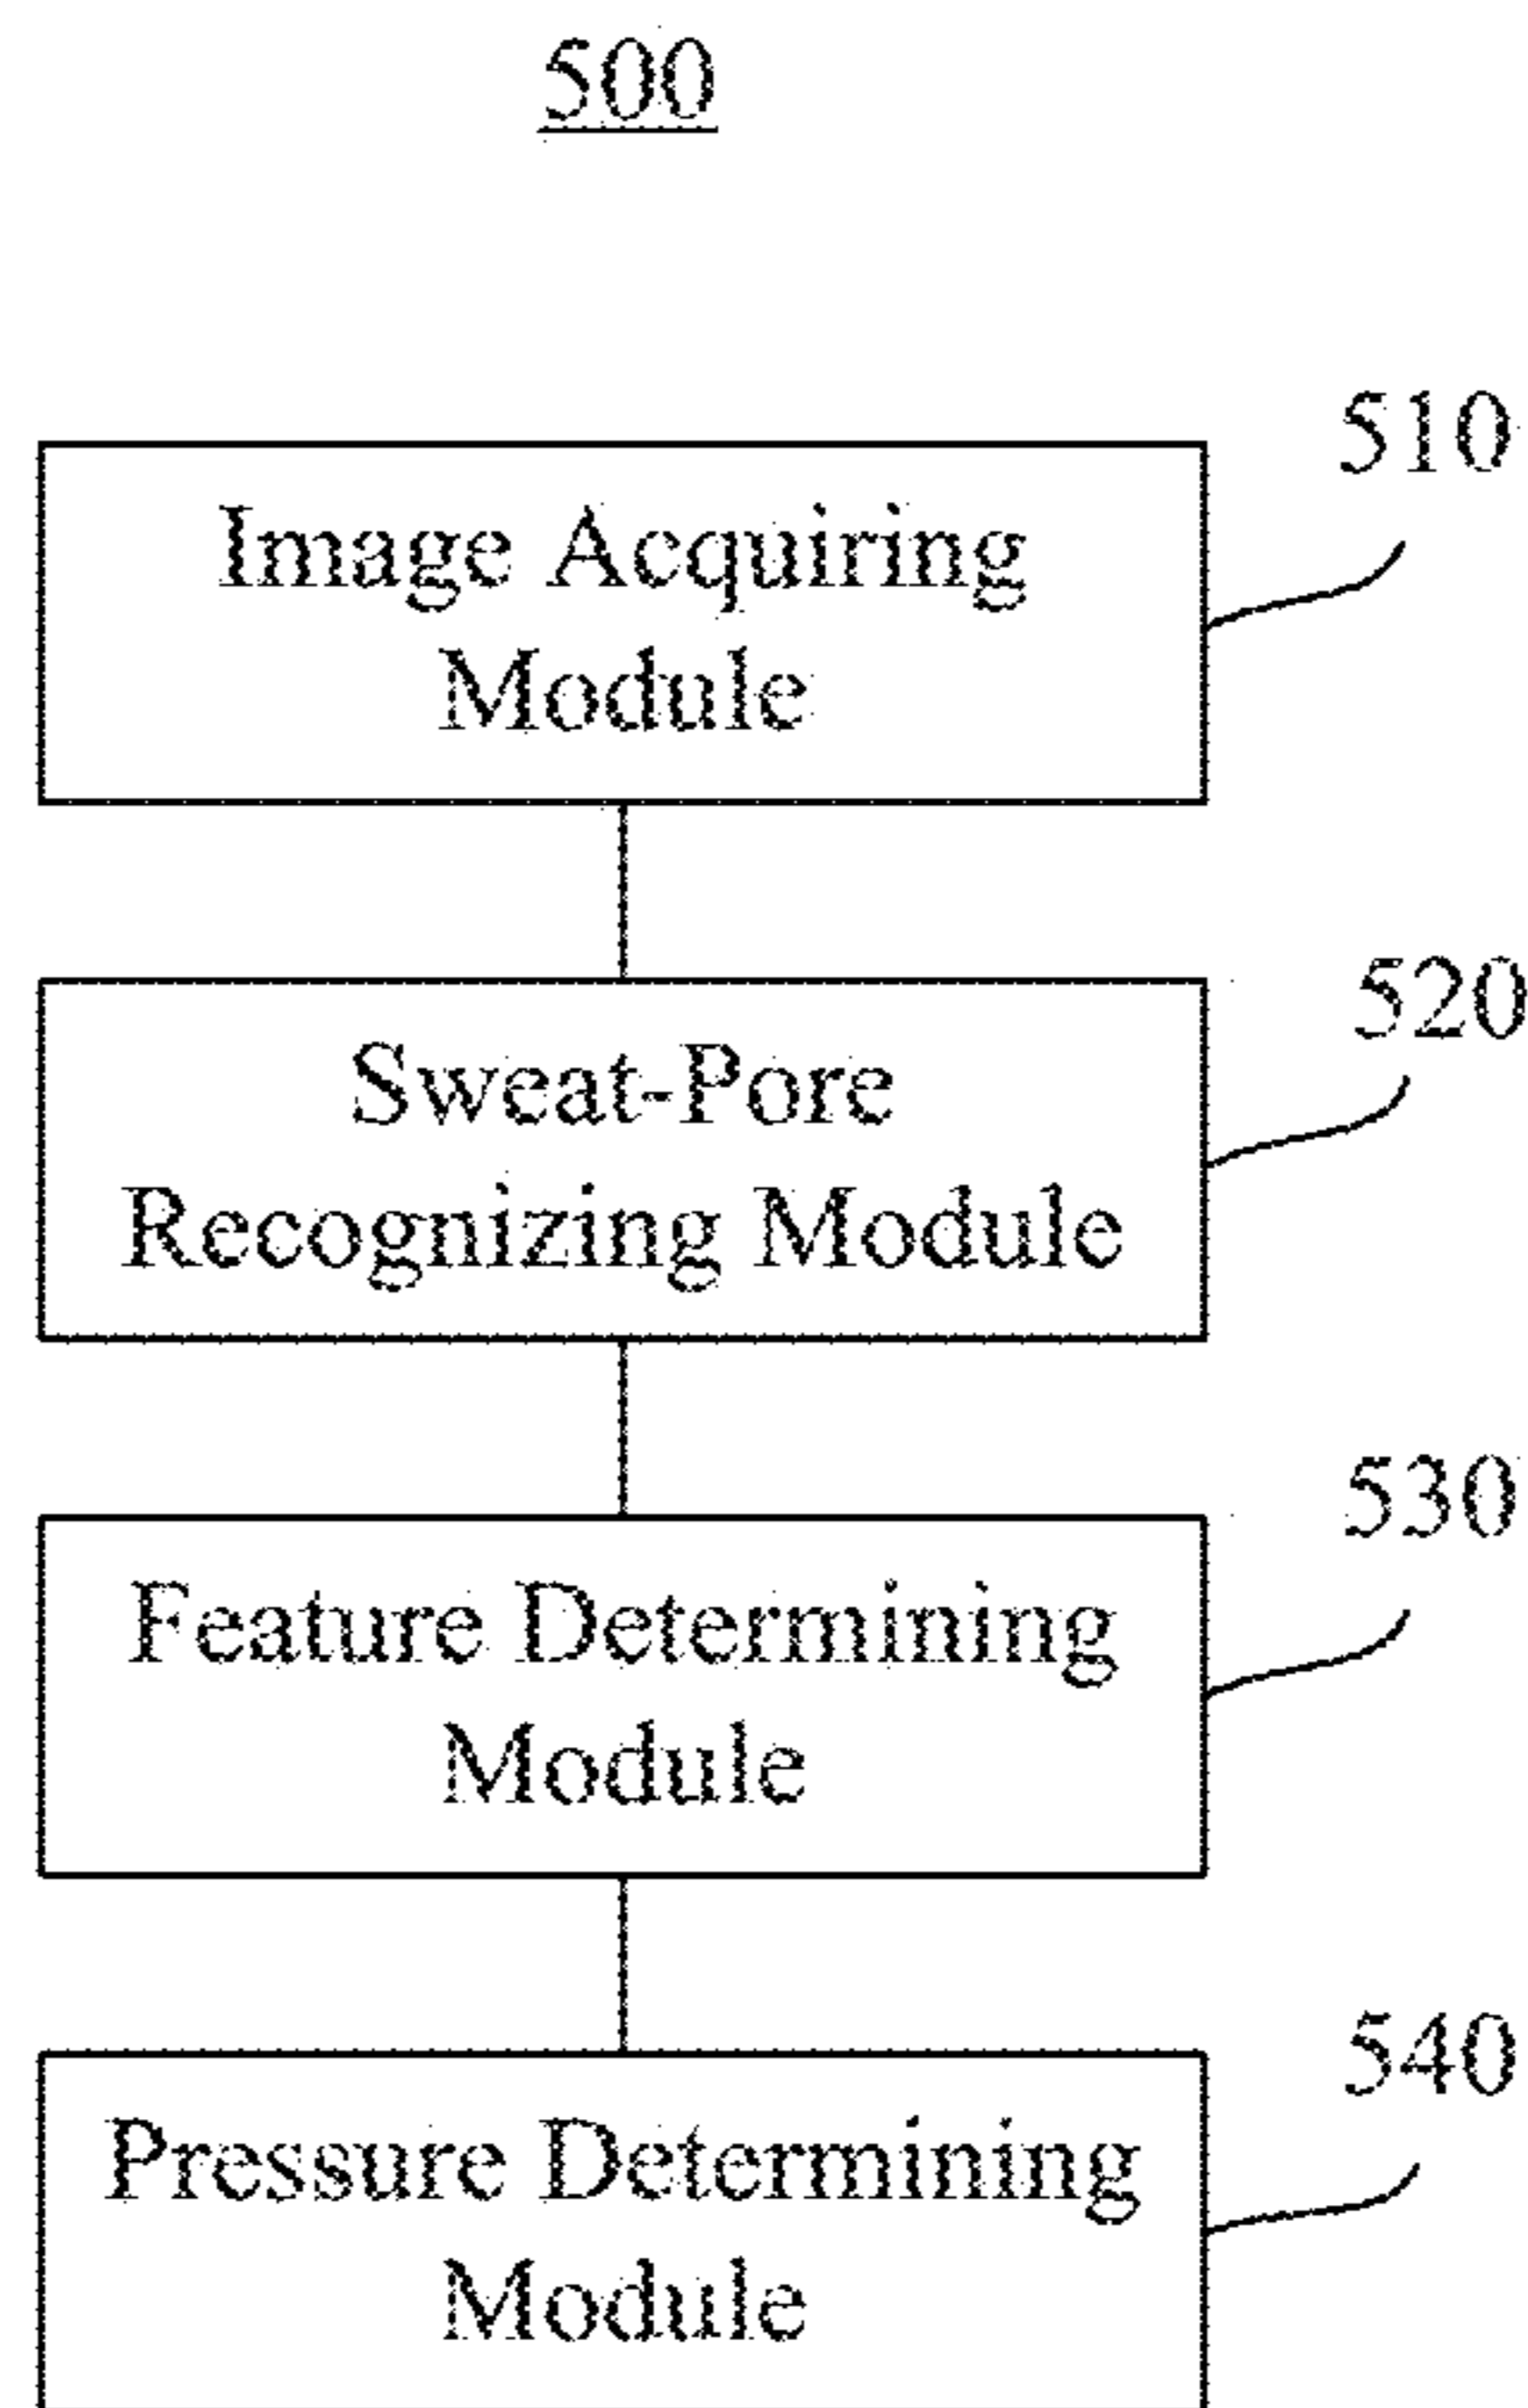 500
510
Image Acquiring
Module
520
Sweat-Pore
Recognizing Module
530
Feature Determining
Module
540
Pressure Determining
Module